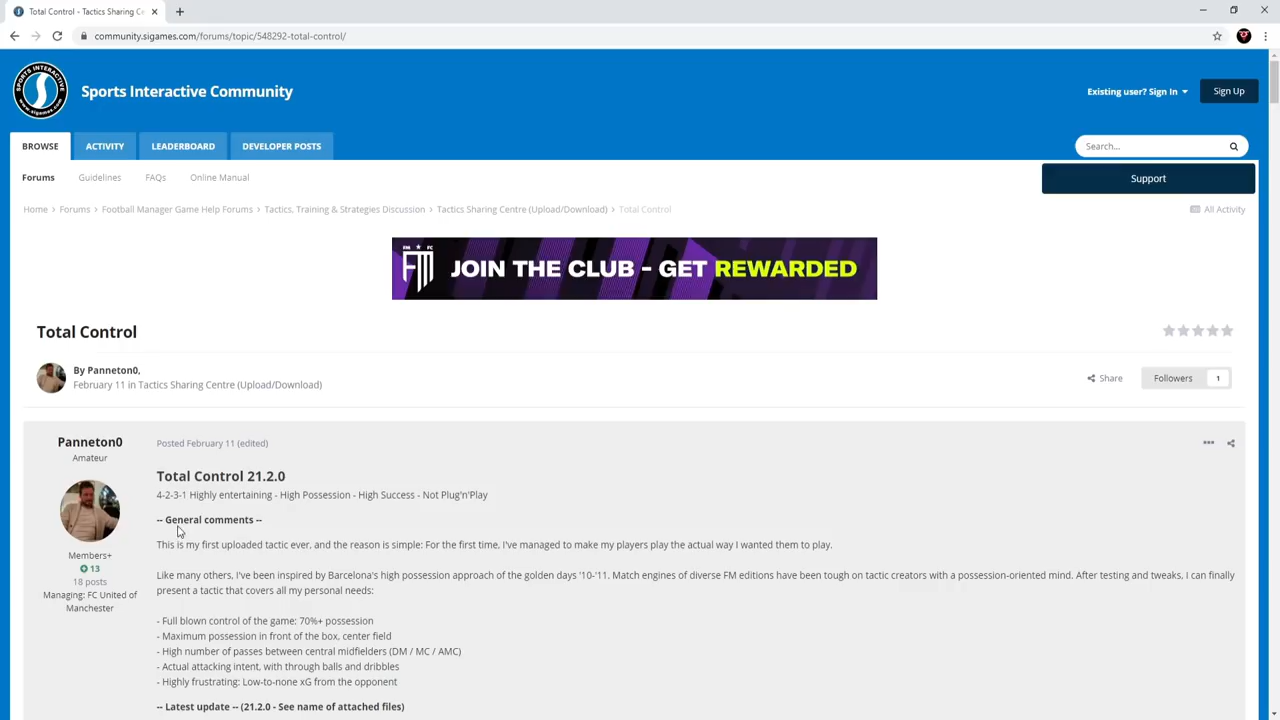 Total Control - Tactics Sharing Ce
community.sigames.com/forums/topic/548292-total-control/
SPORTS INTERACTIVE
www.sigames.com
Sports Interactive Community
Existing user? Sign In
Sign Up
BROWSE
ACTIVITY
LEADERBOARD
DEVELOPER POSTS
Search...
Forums
Guidelines
FAQs
Online Manual
Support
Home > Forums > Football Manager Game Help Forums > Tactics, Training & Strategies Discussion > Tactics Sharing Centre (Upload/Download) > Total Control
All Activity
FM FC
FM
JOIN THE CLUB - GET REWARDED
Total Control
By Panneton0,
February 11 in Tactics Sharing Centre (Upload/Download)
Share
Followers 1
Panneton0
Amateur
Members+
13
18 posts
Managing: FC United of
Manchester
Posted February 11 (edited)
Total Control 21.2.0
4-2-3-1 Highly entertaining - High Possession - High Success - Not Plug'n'Play
-- General comments --
This is my first uploaded tactic ever, and the reason is simple: For the first time, I've managed to make my players play the actual way I wanted them to play.
Like many others, I've been inspired by Barcelona's high possession approach of the golden days '10-'11. Match engines of diverse FM editions have been tough on tactic creators with a possession-oriented mind. After testing and tweaks, I can finally
present a tactic that covers all my personal needs:
- Full blown control of the game: 70%+ possession
- Maximum possession in front of the box, center field
- High number of passes between central midfielders (DM / MC / AMC)
- Actual attacking intent, with through balls and dribbles
- Highly frustrating: Low-to-none xG from the opponent
-- Latest update -- (21.2.0 - See name of attached files)